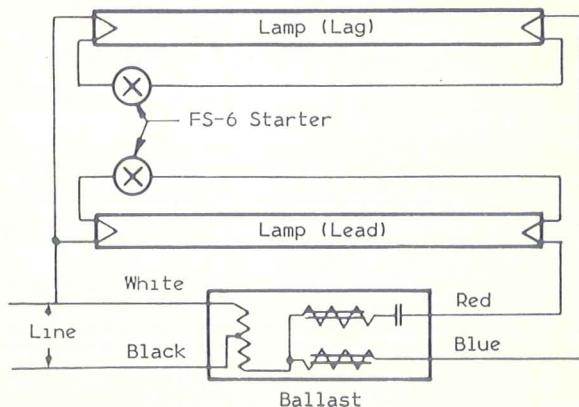 Lamp (Lag)
FS-6 Starter
Lamp (Lead)
White
Red
Line
Black
Blue
Ballast